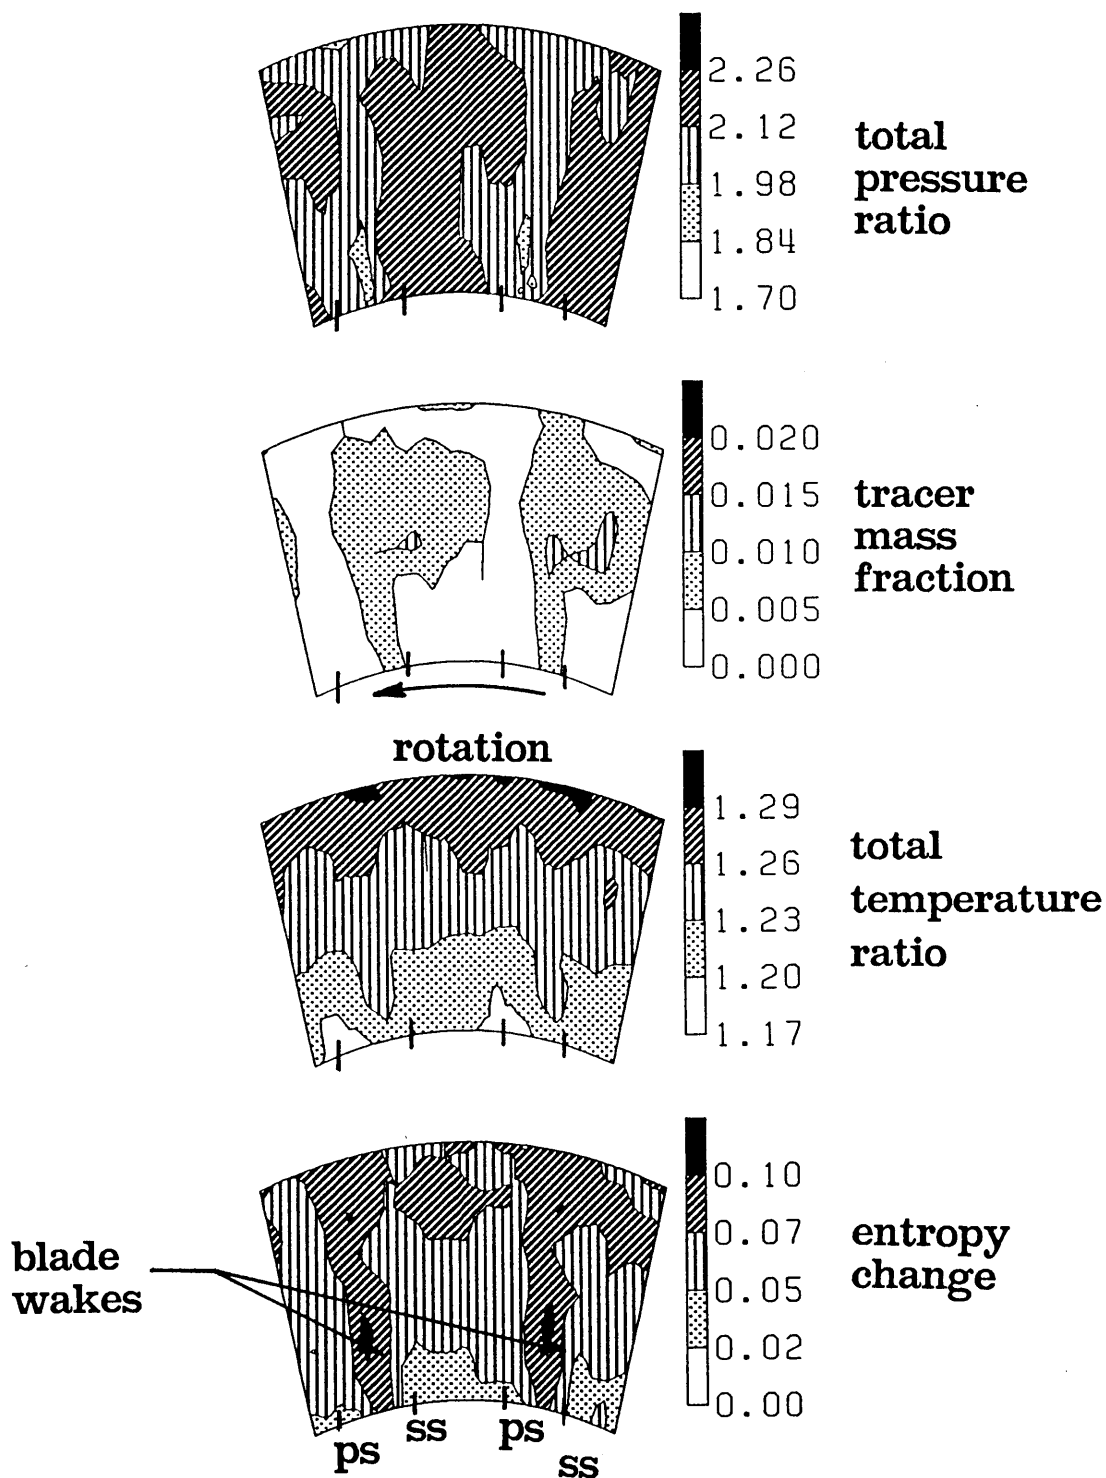 2.26
2.12
1.98
1.84
1.70
total
pressure
ratio
0.020
0.015
0.010
0.005
0.000
tracer
mass
fraction
rotation
1.29
1.26
1.23
1.20
1.17
total
temperature
ratio
0.10
0.07
0.05
0.02
0.00
entropy
change
blade
wakes
ps
ss
ps
ss